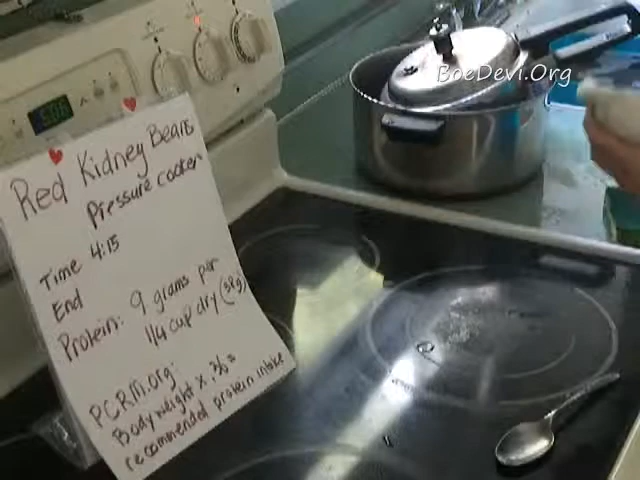 BoeDevi.Org
Red Kidney Beans
Pressure cooker
Time 4:15
End
Protein: 9 grams per
1/4 cup dry (38g)
PCRM.org:
Body weight x .36 =
recommended protein intake